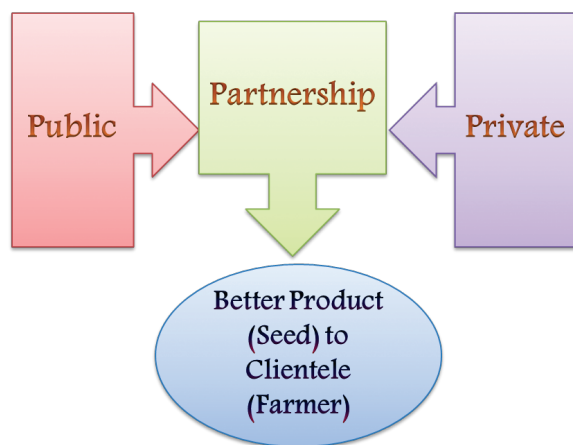 Public
Partnership
Private
Better Product
(Seed) to
Clientele
(Farmer)